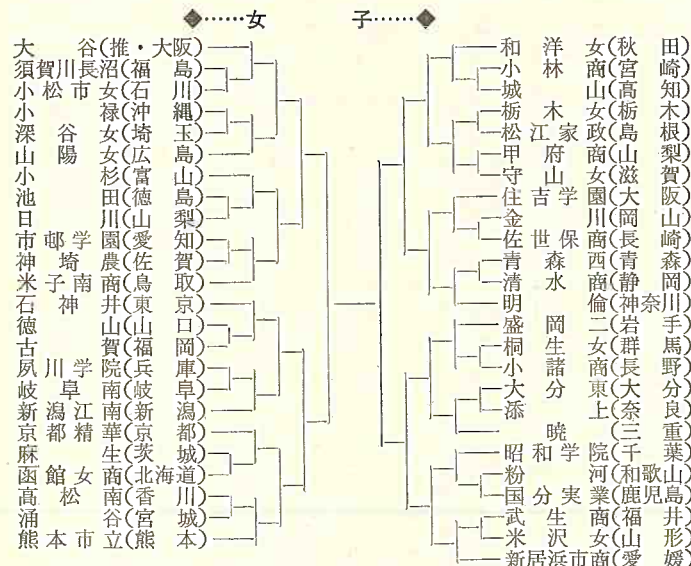 ◆……女子……◆
大谷(推・大阪)
須賀川長沼(福島)
小松市女(石川)
小禄(沖縄)
深谷女(埼玉)
山陽女(広島)
小杉(富山)
池田(徳島)
日川(山梨)
市邨学園(愛知)
神埼農(佐賀)
米子南商(鳥取)
石神井(東京)
徳山(山口)
古賀(福岡)
夙川学院(兵庫)
岐阜南(岐阜)
新潟江南(新潟)
京都精華(京都)
麻生(茨城)
函館女商(北海道)
高松南(香川)
涌谷(宮城)
熊本市立(熊本)
和洋女(秋田)
小林商(宮崎)
城山(高知)
栃木女(栃木)
松江家政(島根)
甲府商(山梨)
守山女(滋賀)
住吉学園(大阪)
金川(岡山)
佐世保商(長崎)
青森西(青森)
清水商(静岡)
明倫(神奈川)
盛岡二(岩手)
桐生女(群馬)
小諸商(長野)
大分東(大分)
添上(奈良)
暁(三重)
昭和学院(千葉)
粉河(和歌山)
国分実業(鹿児島)
武生商(福井)
米沢女(山形)
新居浜市商(愛媛)